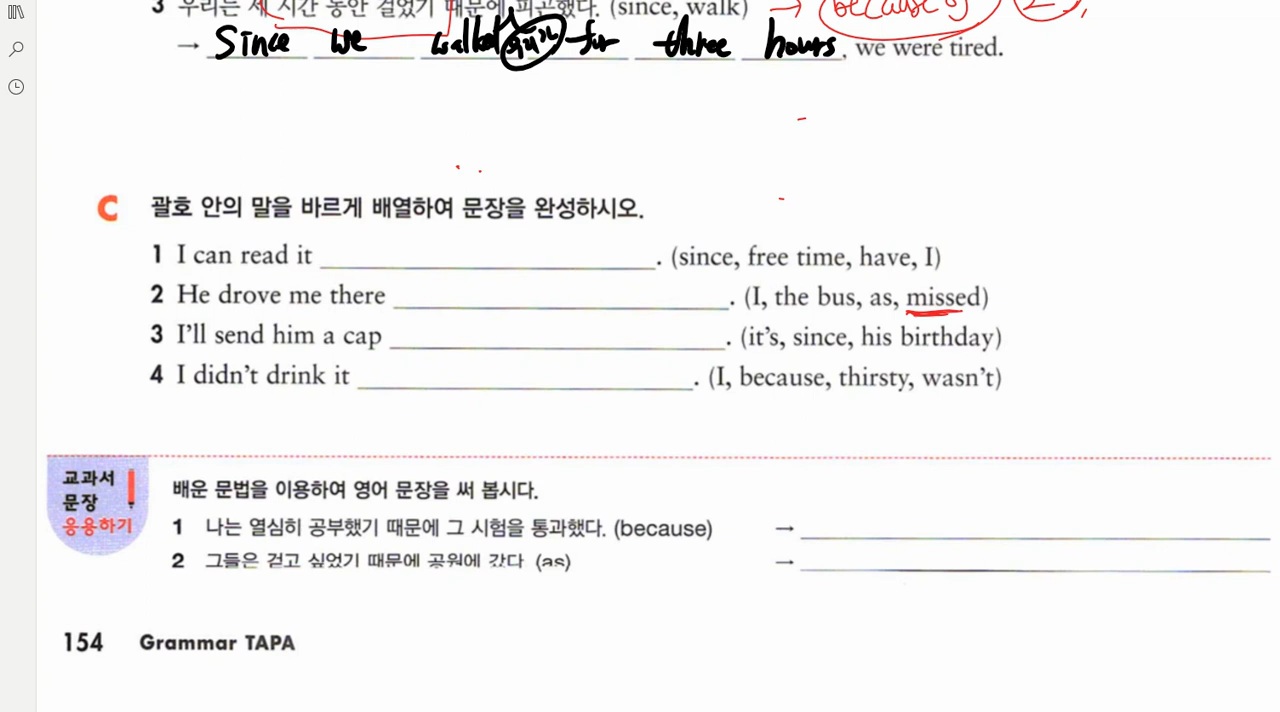 3 우리는 세 시간 동안 걸었기 때문에 피곤했다. (since, walk) → because of
→ Since we walked for three hours, we were tired.
C 괄호 안의 말을 바르게 배열하여 문장을 완성하시오.
1 I can read it ______. (since, free time, have, I)
2 He drove me there ______. (I, the bus, as, missed)
3 I'll send him a cap ______. (it's, since, his birthday)
4 I didn't drink it ______. (I, because, thirsty, wasn't)
교과서
문장
응용하기
배운 문법을 이용하여 영어 문장을 써 봅시다.
1 나는 열심히 공부했기 때문에 그 시험을 통과했다. (because) →
2 그들은 걷고 싶었기 때문에 공원에 갔다 (as) →
154 Grammar TAPA